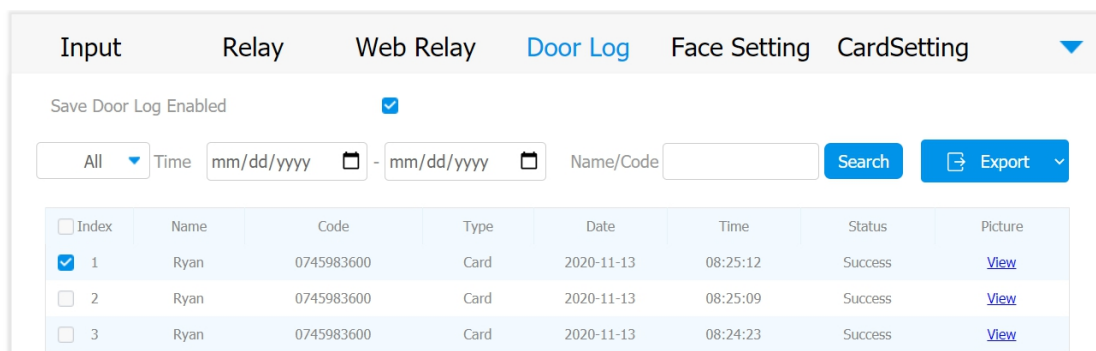 Input Relay Web Relay Door Log Face Setting CardSetting
Save Door Log Enabled
All Time mm/dd/yyyy - mm/dd/yyyy Name/Code Search Export
Index Name Code Type Date Time Status Picture
1 Ryan 0745983600 Card 2020-11-13 08:25:12 Success View
2 Ryan 0745983600 Card 2020-11-13 08:25:09 Success View
3 Ryan 0745983600 Card 2020-11-13 08:24:23 Success View